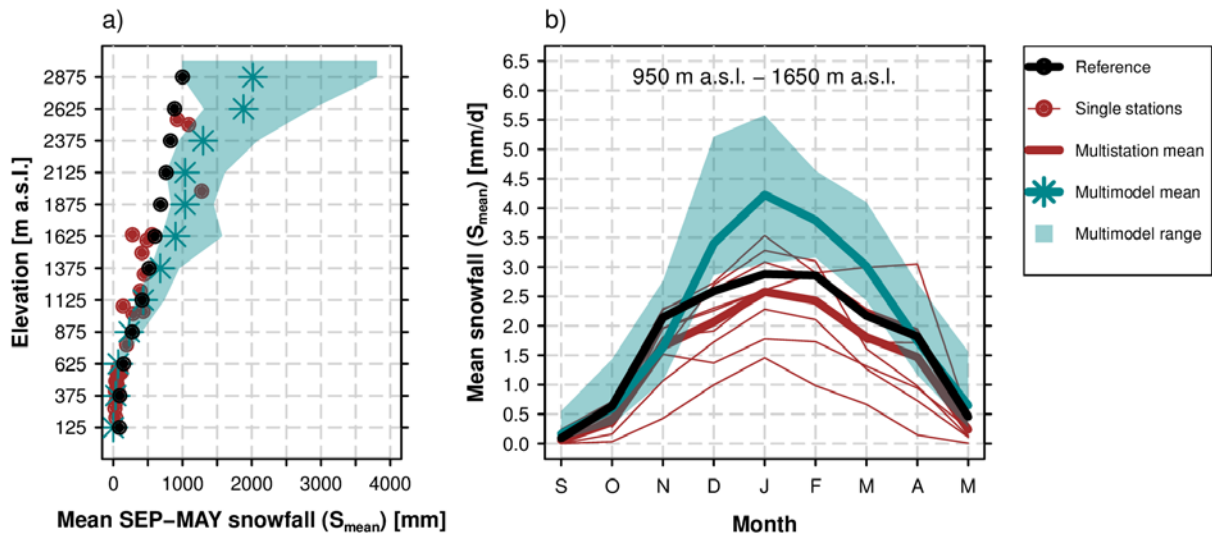 a)
Elevation [m a.s.l.]
2875
2625
2375
2125
1875
1625
1375
1125
875
625
375
125
0 1000 2000 3000 4000
Mean SEP−MAY snowfall (Smean) [mm]
b)
950 m a.s.l. − 1650 m a.s.l.
Mean snowfall (Smean) [mm/d]
6.5
6.0
5.5
5.0
4.5
4.0
3.5
3.0
2.5
2.0
1.5
1.0
0.5
0.0
S O N D J F M A M
Month
Reference
Single stations
Multistation mean
Multimodel mean
Multimodel range